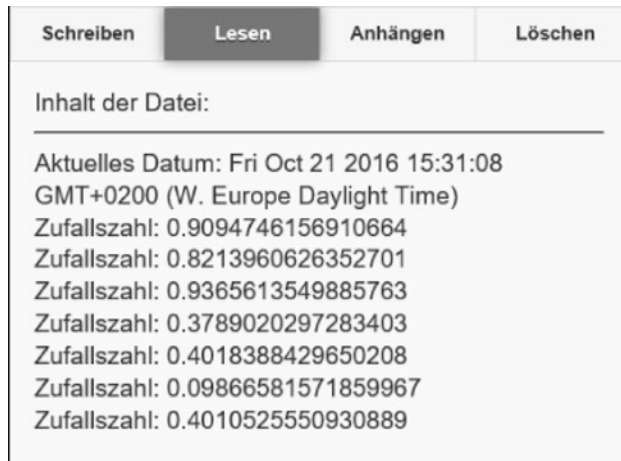 Schreiben Lesen Anhängen Löschen
Inhalt der Datei:
Aktuelles Datum: Fri Oct 21 2016 15:31:08
GMT+0200 (W. Europe Daylight Time)
Zufallszahl: 0.9094746156910664
Zufallszahl: 0.8213960626352701
Zufallszahl: 0.9365613549885763
Zufallszahl: 0.3789020297283403
Zufallszahl: 0.4018388429650208
Zufallszahl: 0.09866581571859967
Zufallszahl: 0.4010525550930889